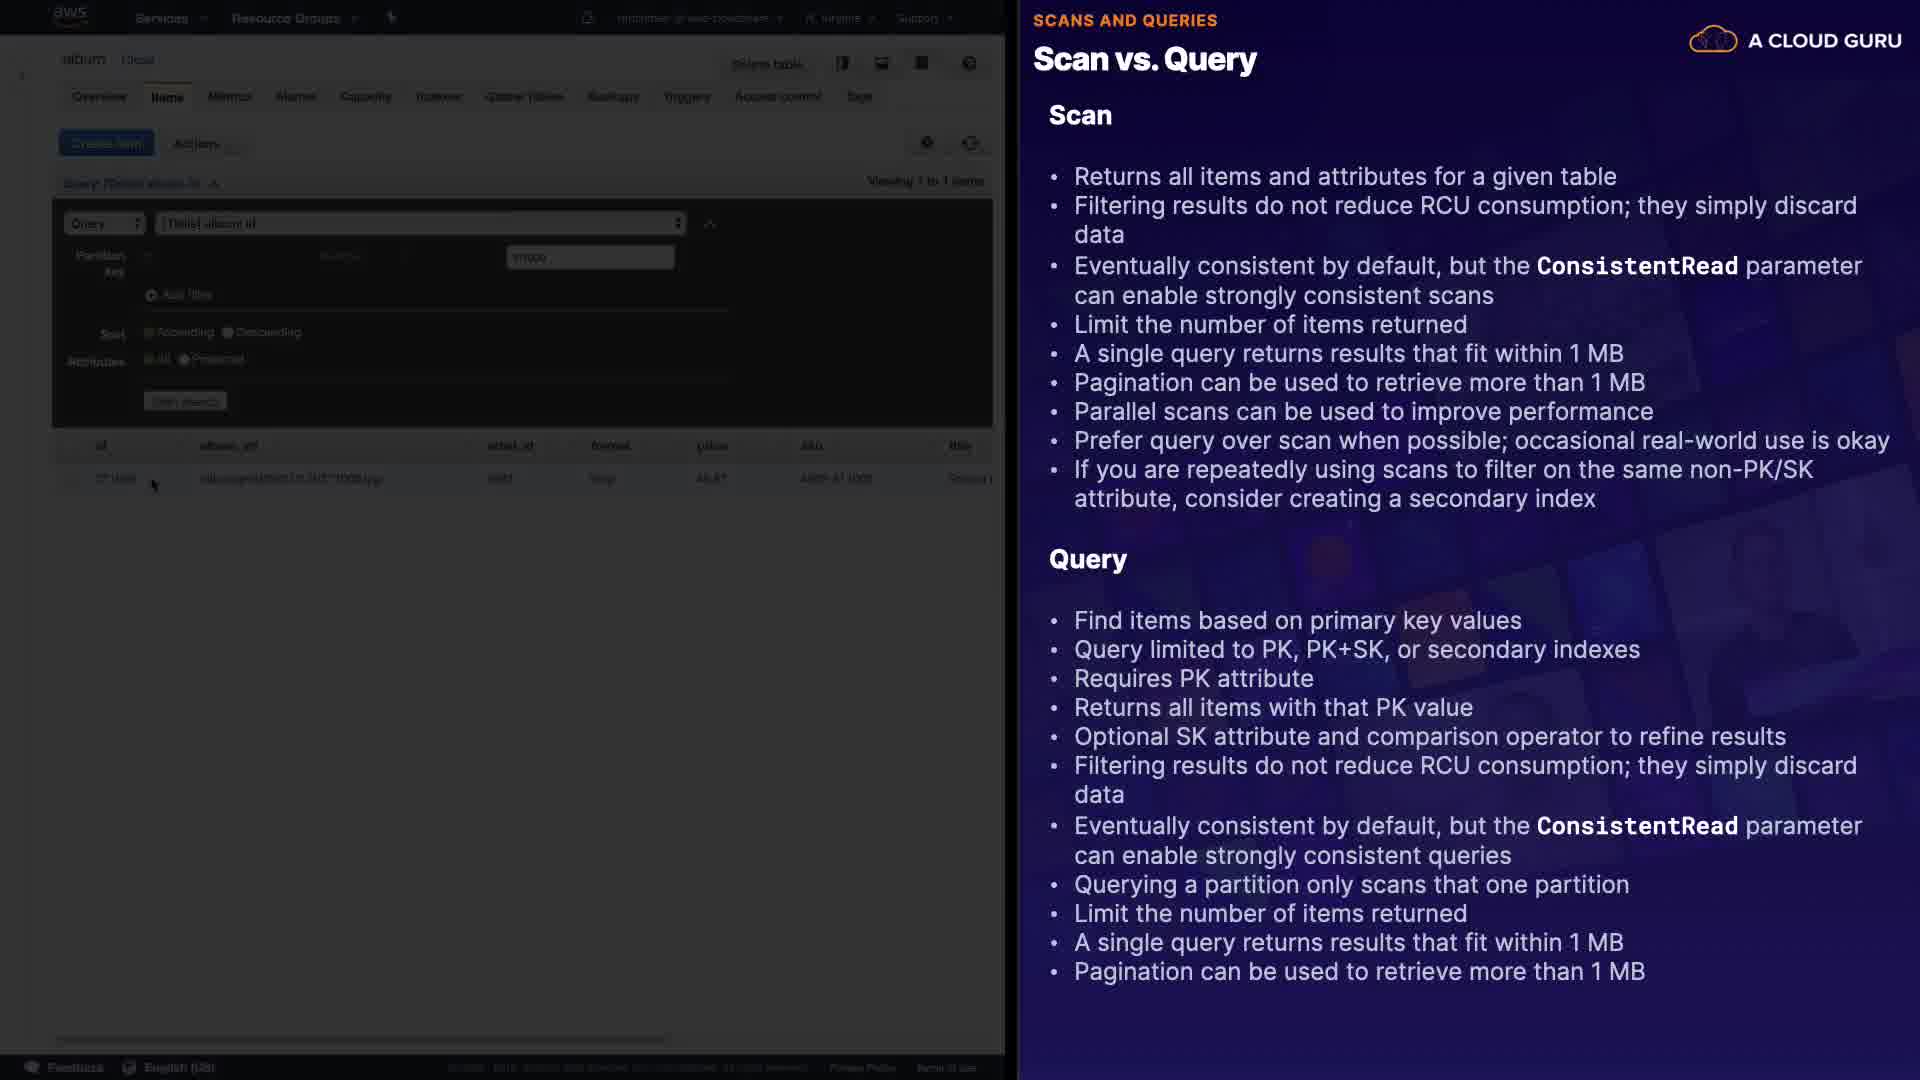 aws
Services
Resource Groups
Support
album
Close
Delete table
Overview
Items
Metrics
Alarms
Capacity
Indexes
Global Tables
Backups
Triggers
Access control
Tags
Create item
Actions
Viewing 1 to 1 items
Query
[Table] album: id
Partition
key
Add filter
Sort
Ascending
Descending
Attributes
All
Projected
Start search
id
artist_id
format
price
sku
title
Feedback
English (US)
Privacy Policy
Terms of Use
SCANS AND QUERIES
Scan vs. Query
A CLOUD GURU
Scan
• Returns all items and attributes for a given table
• Filtering results do not reduce RCU consumption; they simply discard
data
• Eventually consistent by default, but the ConsistentRead parameter
can enable strongly consistent scans
• Limit the number of items returned
• A single query returns results that fit within 1 MB
• Pagination can be used to retrieve more than 1 MB
• Parallel scans can be used to improve performance
• Prefer query over scan when possible; occasional real-world use is okay
• If you are repeatedly using scans to filter on the same non-PK/SK
attribute, consider creating a secondary index
Query
• Find items based on primary key values
• Query limited to PK, PK+SK, or secondary indexes
• Requires PK attribute
• Returns all items with that PK value
• Optional SK attribute and comparison operator to refine results
• Filtering results do not reduce RCU consumption; they simply discard
data
• Eventually consistent by default, but the ConsistentRead parameter
can enable strongly consistent queries
• Querying a partition only scans that one partition
• Limit the number of items returned
• A single query returns results that fit within 1 MB
• Pagination can be used to retrieve more than 1 MB